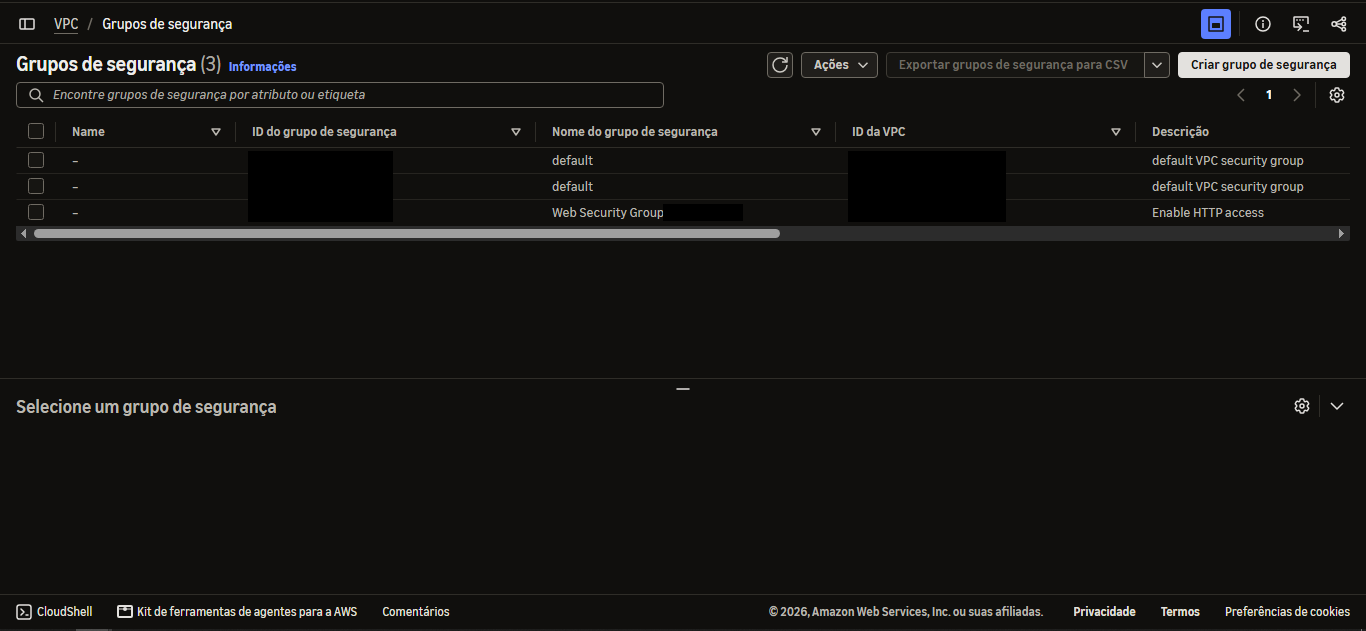 VPC / Grupos de segurança
Grupos de segurança (3) Informações
Ações
Exportar grupos de segurança para CSV
Criar grupo de segurança
Encontre grupos de segurança por atributo ou etiqueta
1
Name ID do grupo de segurança Nome do grupo de segurança ID da VPC Descrição
– default default VPC security group
– default default VPC security group
– Web Security Group Enable HTTP access
Selecione um grupo de segurança
CloudShell Kit de ferramentas de agentes para a AWS Comentários © 2026, Amazon Web Services, Inc. ou suas afiliadas. Privacidade Termos Preferências de cookies